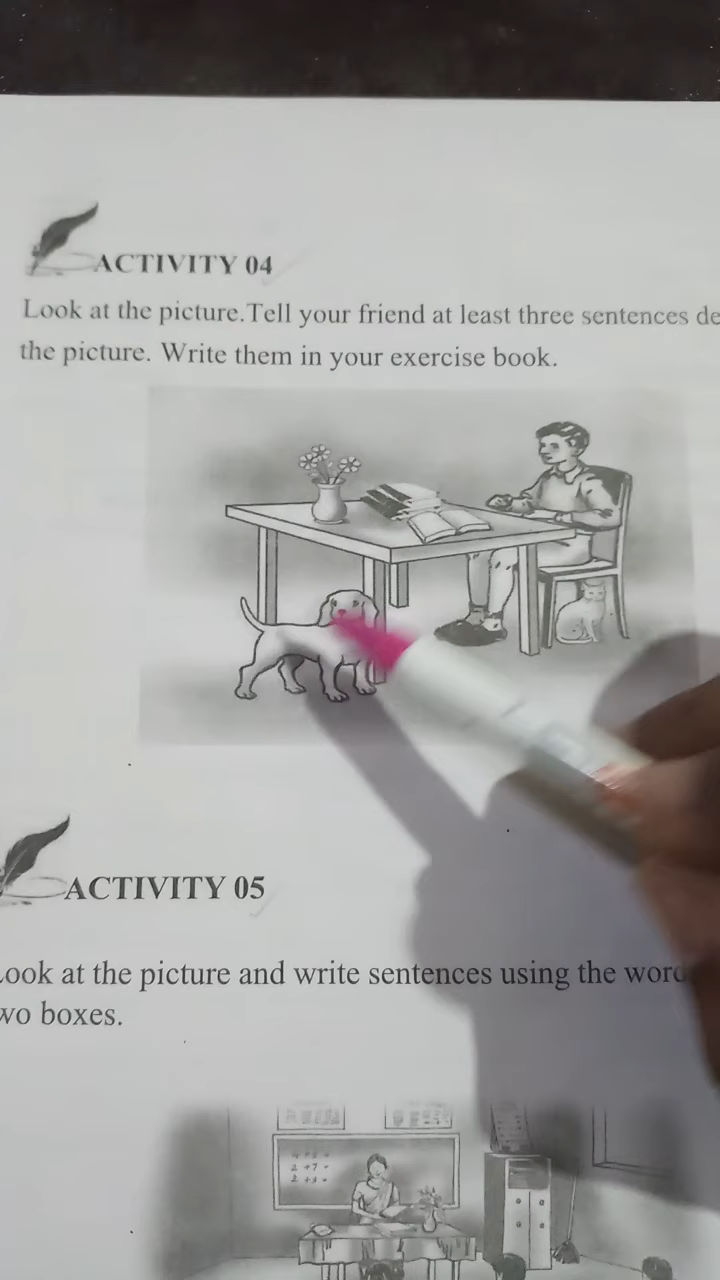 ACTIVITY 04
Look at the picture.Tell your friend at least three sentences de
the picture. Write them in your exercise book.
ACTIVITY 05
ook at the picture and write sentences using the word
wo boxes.